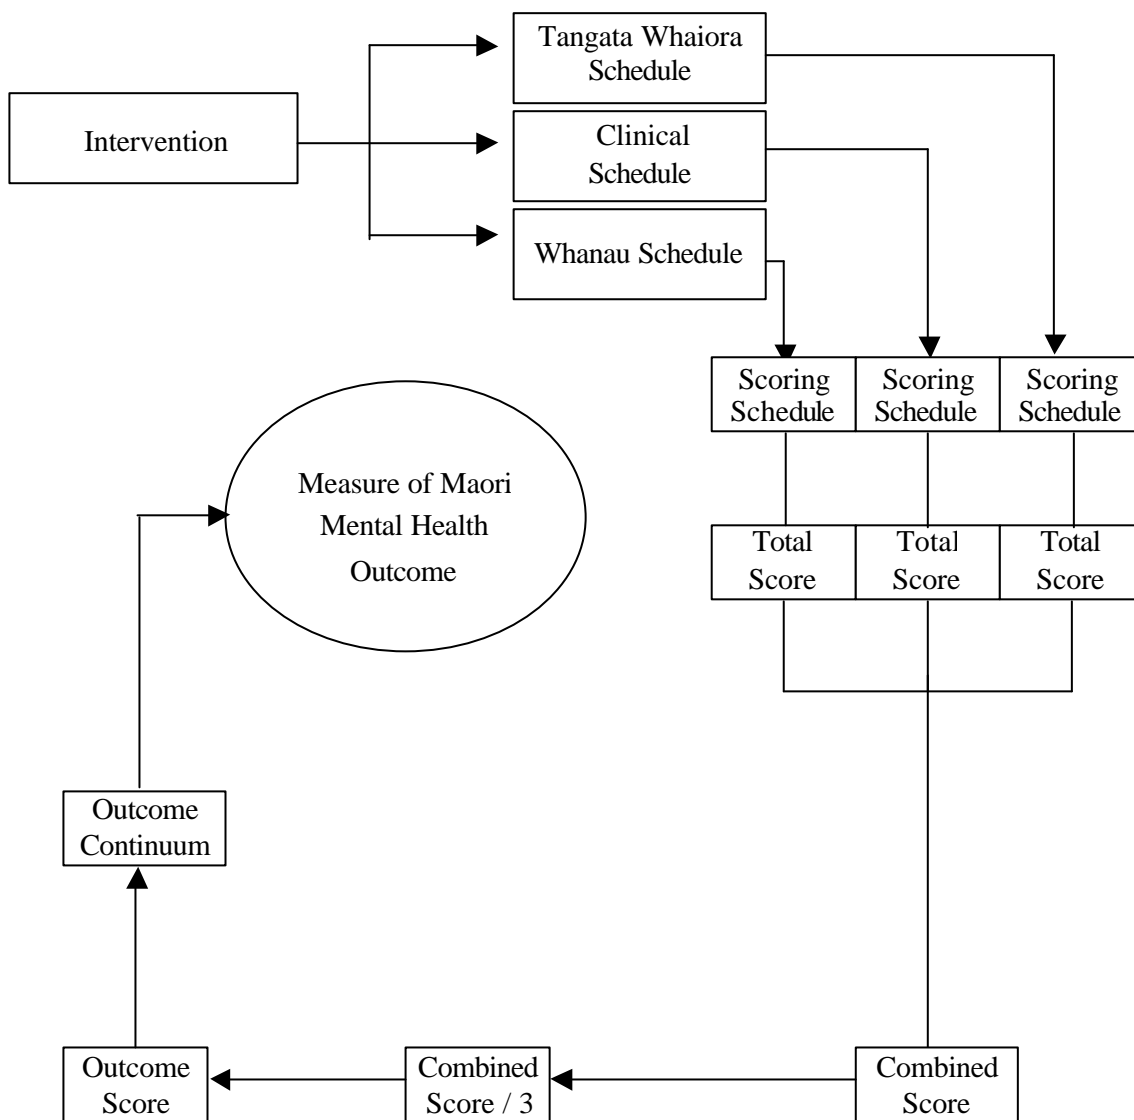 Tangata Whaiora
Schedule
Intervention
Clinical
Schedule
Whanau Schedule
Scoring
Schedule
Scoring
Schedule
Scoring
Schedule
Measure of Maori
Mental Health
Outcome
Total
Score
Total
Score
Total
Score
Outcome
Continuum
Outcome
Score
Combined
Score / 3
Combined
Score